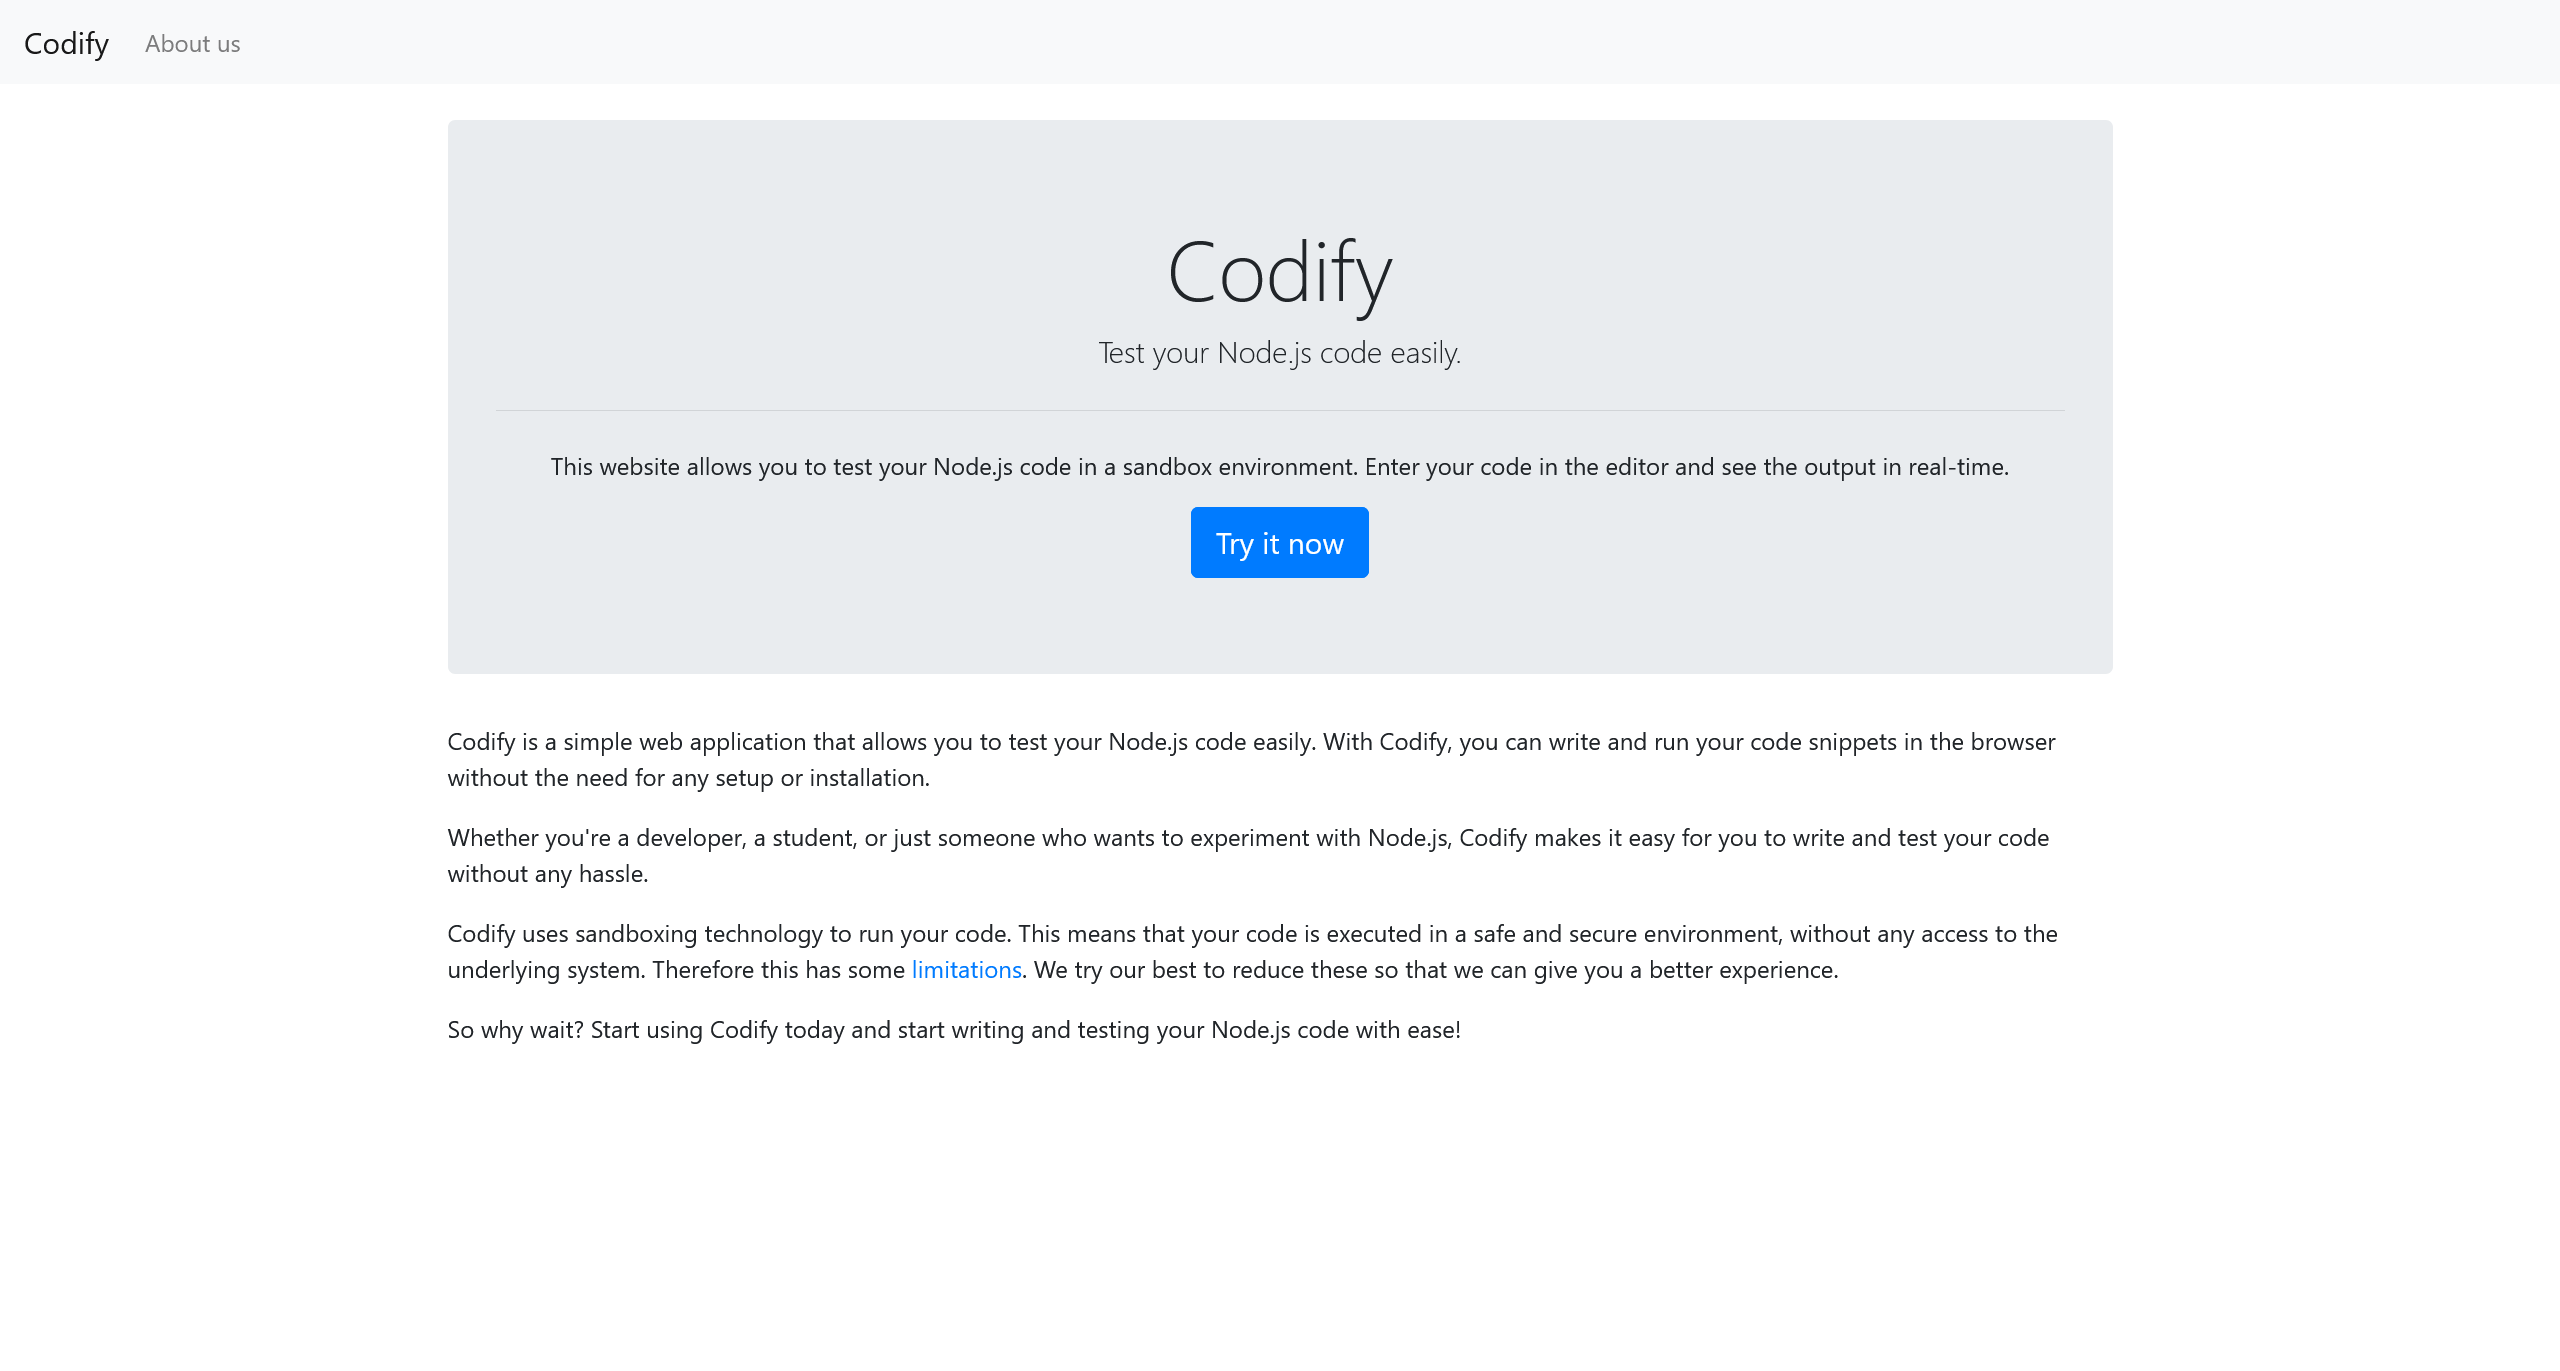 Codify About us
Codify
Test your Node.js code easily.
This website allows you to test your Node.js code in a sandbox environment. Enter your code in the editor and see the output in real-time.
Try it now
Codify is a simple web application that allows you to test your Node.js code easily. With Codify, you can write and run your code snippets in the browser
without the need for any setup or installation.
Whether you're a developer, a student, or just someone who wants to experiment with Node.js, Codify makes it easy for you to write and test your code
without any hassle.
Codify uses sandboxing technology to run your code. This means that your code is executed in a safe and secure environment, without any access to the
underlying system. Therefore this has some limitations. We try our best to reduce these so that we can give you a better experience.
So why wait? Start using Codify today and start writing and testing your Node.js code with ease!